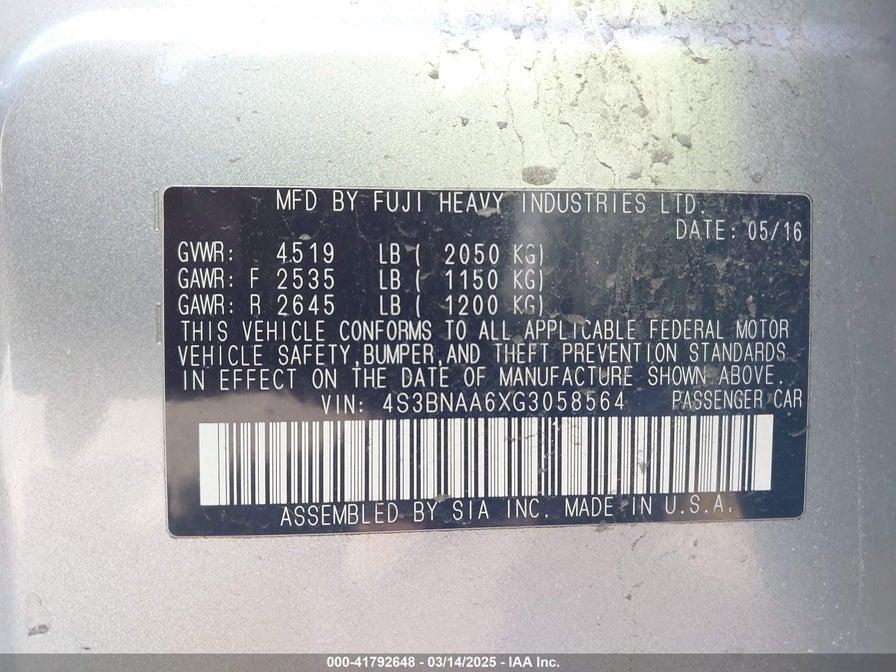 MFD BY FUJI HEAVY INDUSTRIES LTD.
DATE: 05/16
GVWR: 4519 LB ( 2050 KG)
GAWR: F 2535 LB ( 1150 KG)
GAWR: R 2645 LB ( 1200 KG)
THIS VEHICLE CONFORMS TO ALL APPLICABLE FEDERAL MOTOR
VEHICLE SAFETY, BUMPER, AND THEFT PREVENTION STANDARDS
IN EFFECT ON THE DATE OF MANUFACTURE SHOWN ABOVE.
VIN: 4S3BNAA6XG3058564 PASSENGER CAR
ASSEMBLED BY SIA INC. MADE IN U.S.A.
000-41792648 - 03/14/2025 - IAA Inc.